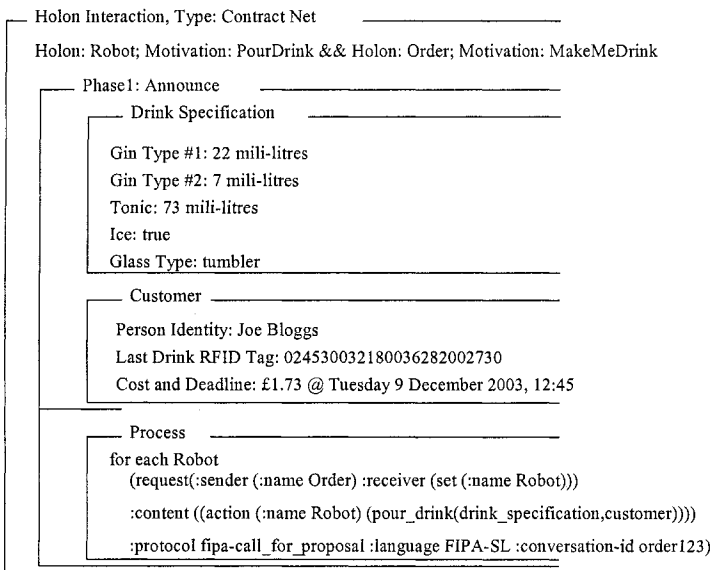 Holon Interaction, Type: Contract Net
Holon: Robot; Motivation: PourDrink && Holon: Order; Motivation: MakeMeDrink
Phase1: Announce
Drink Specification
Gin Type #1: 22 mili-litres
Gin Type #2: 7 mili-litres
Tonic: 73 mili-litres
Ice: true
Glass Type: tumbler
Customer
Person Identity: Joe Bloggs
Last Drink RFID Tag: 024530032180036282002730
Cost and Deadline: £1.73 @ Tuesday 9 December 2003, 12:45
Process
for each Robot
(request(:sender (:name Order) :receiver (set (:name Robot)))
:content ((action (:name Robot) (pour_drink(drink_specification,customer))))
:protocol fipa-call_for_proposal :language FIPA-SL :conversation-id order123)